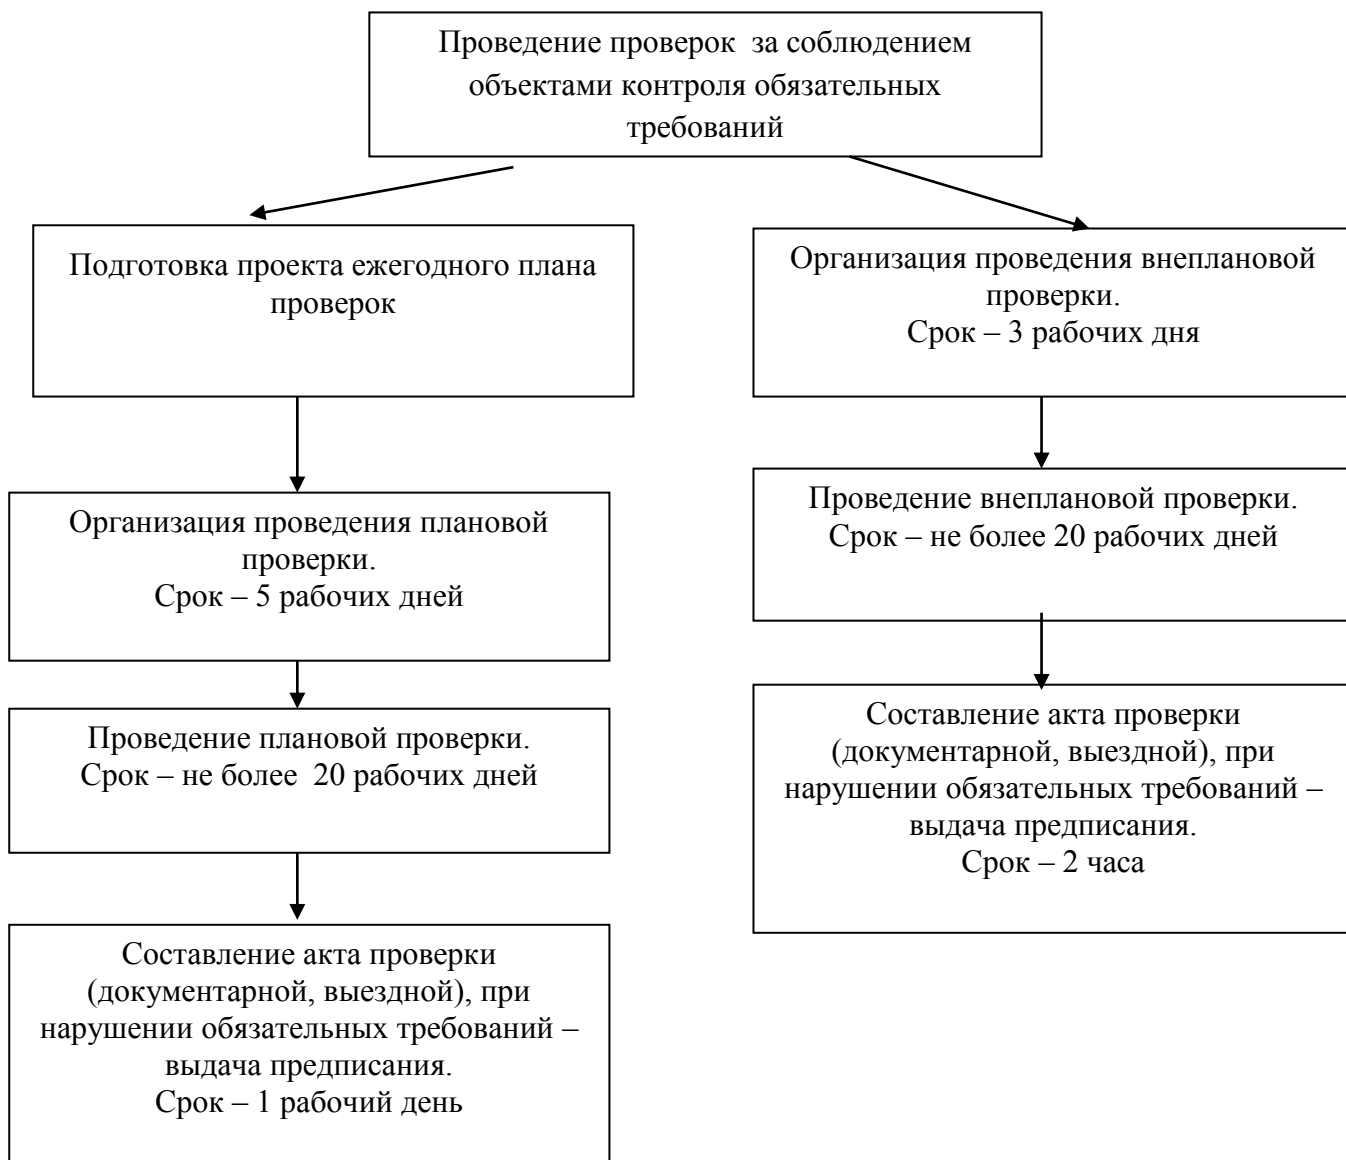 Проведение проверок  за соблюдением
объектами контроля обязательных
требований
Подготовка проекта ежегодного плана
проверок
Организация проведения плановой
проверки.
Срок – 5 рабочих дней
Проведение плановой проверки.
Срок – не более  20 рабочих дней
Составление акта проверки
(документарной, выездной), при
нарушении обязательных требований –
выдача предписания.
Срок – 1 рабочий день
Организация проведения внеплановой
проверки.
Срок – 3 рабочих дня
Проведение внеплановой проверки.
Срок – не более 20 рабочих дней
Составление акта проверки
(документарной, выездной), при
нарушении обязательных требований –
выдача предписания.
Срок – 2 часа